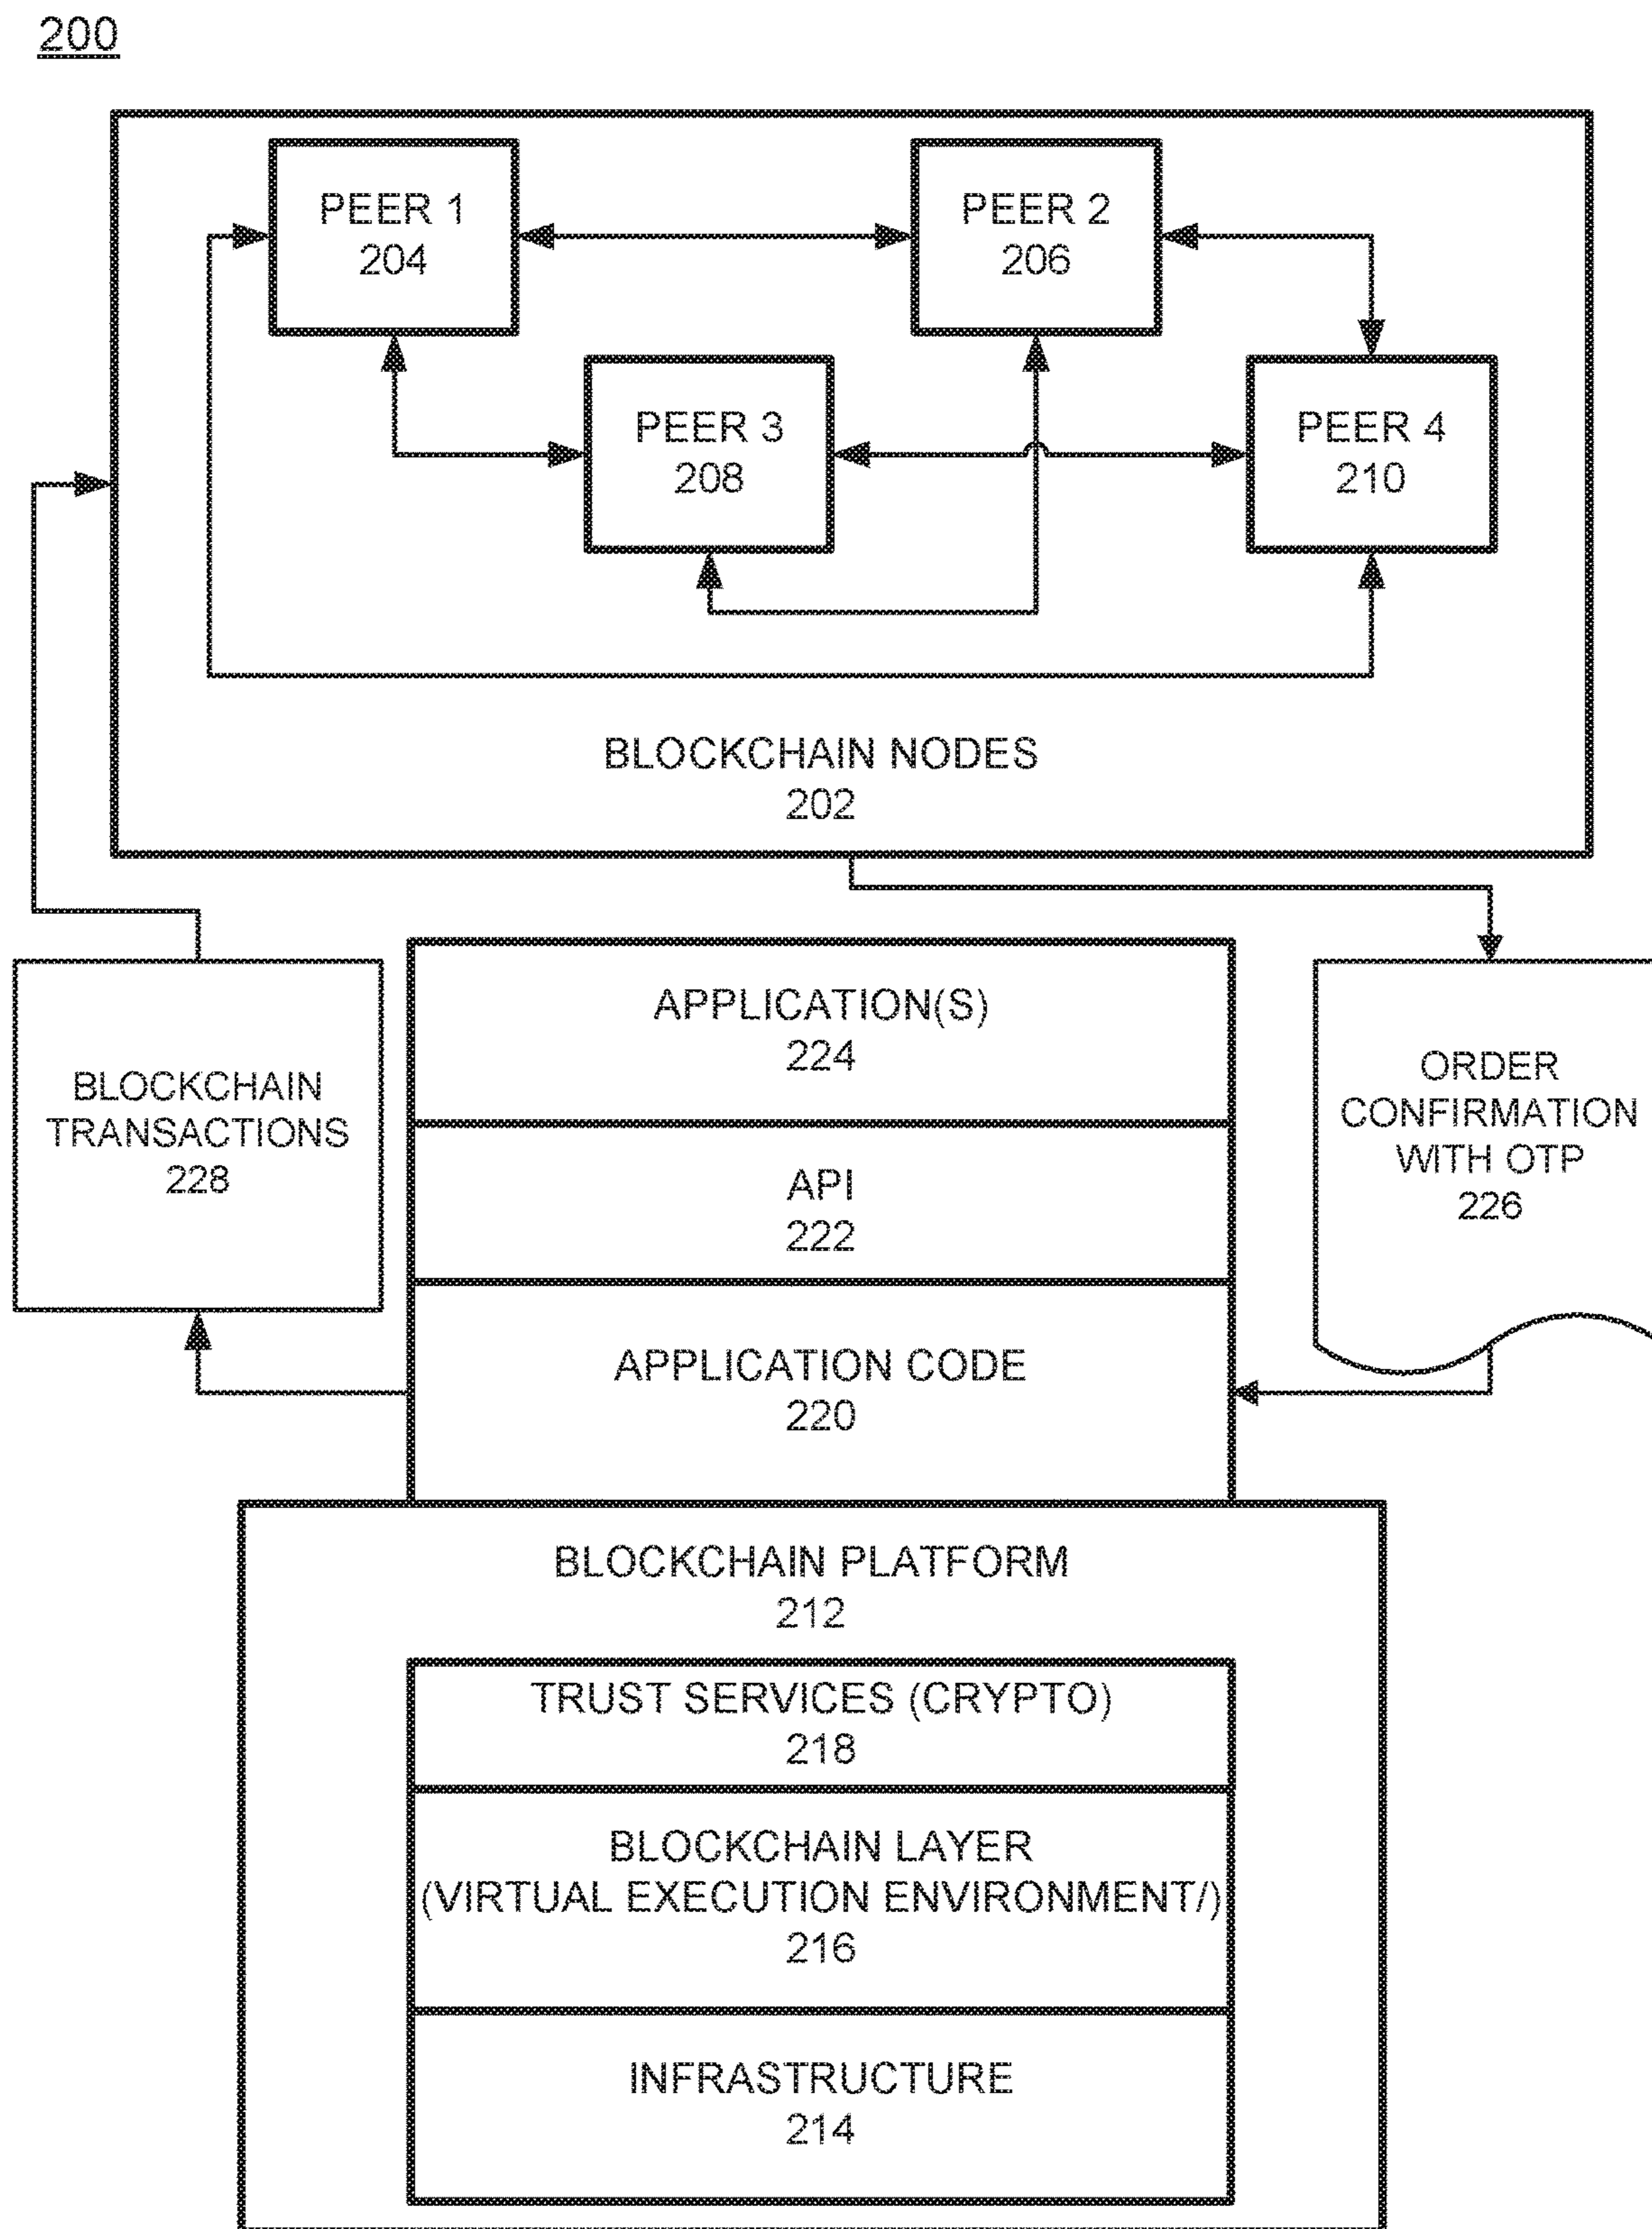 200
PEER 1
204
PEER 2
206
PEER 3
208
PEER 4
210
BLOCKCHAIN NODES
202
BLOCKCHAIN
TRANSACTIONS
228
APPLICATION(S)
224
API
222
APPLICATION CODE
220
ORDER
CONFIRMATION
WITH OTP
226
BLOCKCHAIN PLATFORM
212
TRUST SERVICES (CRYPTO)
218
BLOCKCHAIN LAYER
(VIRTUAL EXECUTION ENVIRONMENT/)
216
INFRASTRUCTURE
214